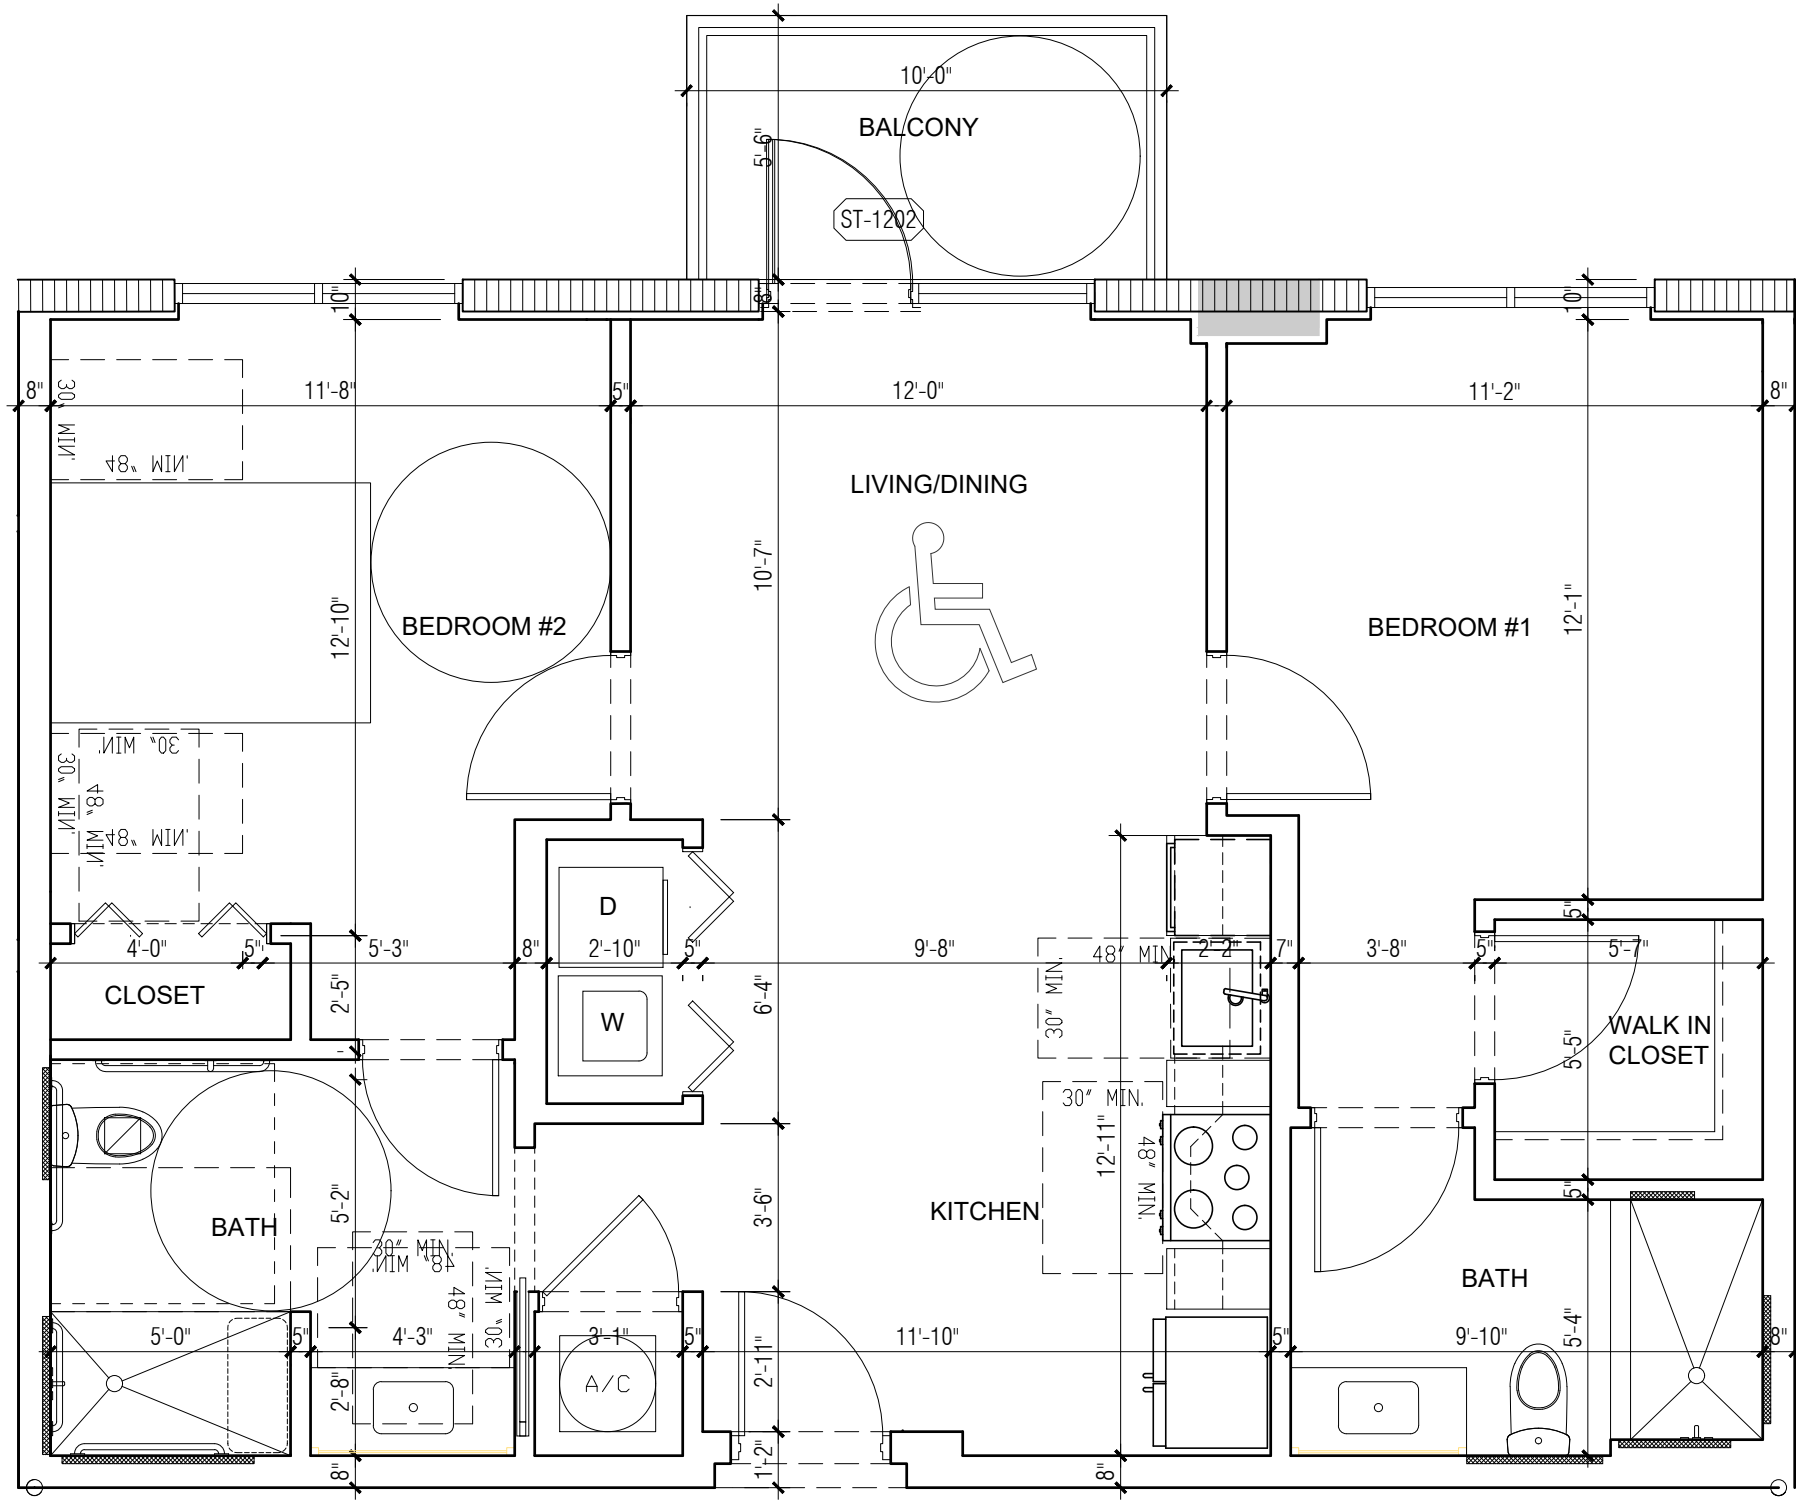 10'-0"
BALCONY
5'-6"
ST-1202
10"
8"
10"
8"
11'-8"
5"
12'-0"
11'-2"
8"
30" MIN.
48" MIN.
LIVING/DINING
10'-7"
12'-10"
BEDROOM #2
BEDROOM #1
12'-1"
30" MIN.
30" MIN.
48" MIN.
48" MIN.
D
4'-0"
5"
5'-3"
8"
2'-10"
5"
9'-8"
48" MIN.
2'-2"
7"
3'-8"
5"
5"
5'-7"
CLOSET
2'-5"
W
6'-4"
30" MIN.
WALK IN
CLOSET
5'-5"
30" MIN.
48" MIN.
12'-11"
5'-2"
3'-6"
5"
BATH
KITCHEN
30" MIN.
48" MIN.
48" MIN.
30" MIN.
BATH
5'-0"
5"
4'-3"
3'-1"
5"
11'-10"
5"
9'-10"
5'-4"
8"
2'-8"
A/C
2'-11"
8"
1'-2"
8"